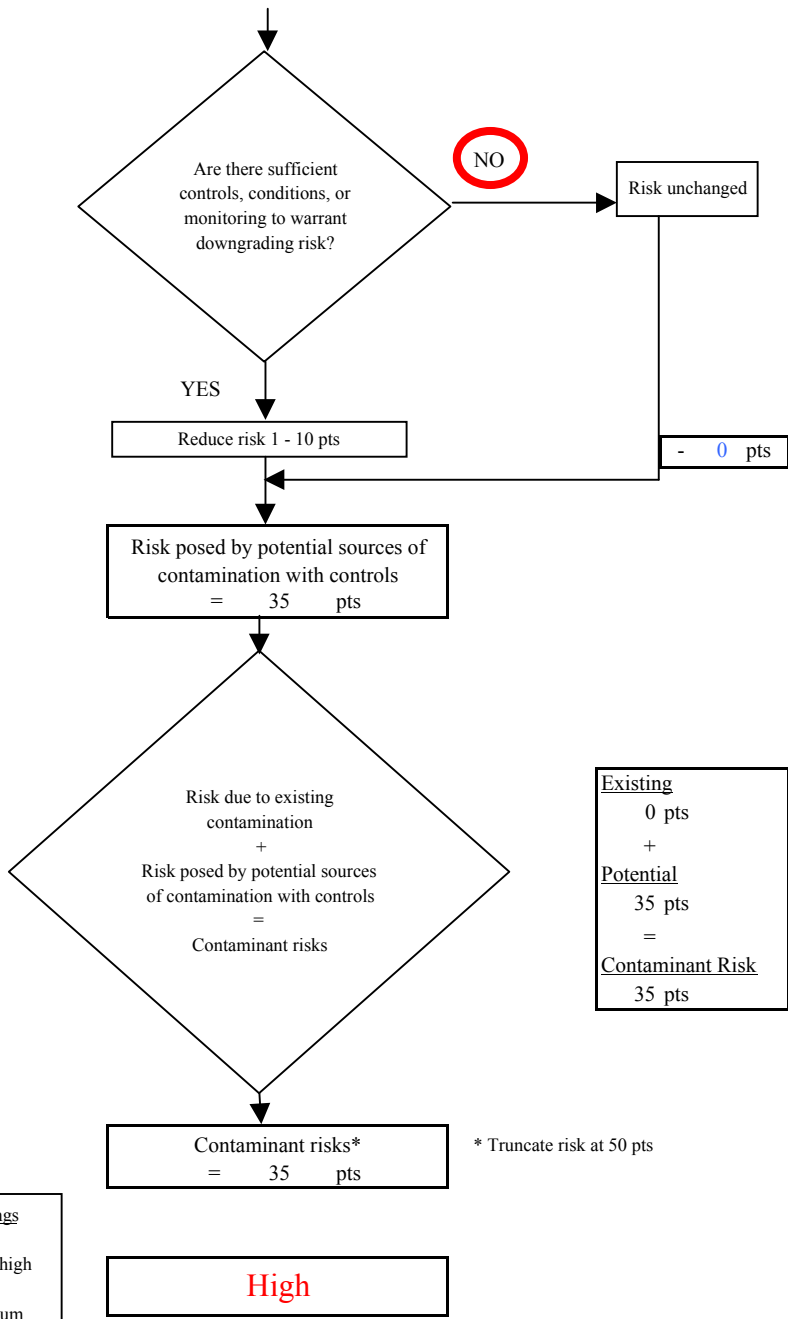 Are there sufficient
controls, conditions, or
monitoring to warrant
downgrading risk?
NO
Risk unchanged
YES
Reduce risk 1 - 10 pts
- 0 pts
Risk posed by potential sources of
contamination with controls
= 35 pts
Risk due to existing
contamination
+
Risk posed by potential sources
of contamination with controls
=
Contaminant risks
Existing
0 pts
+
Potential
35 pts
=
Contaminant Risk
35 pts
Contaminant risks*
= 35 pts
* Truncate risk at 50 pts
high
High